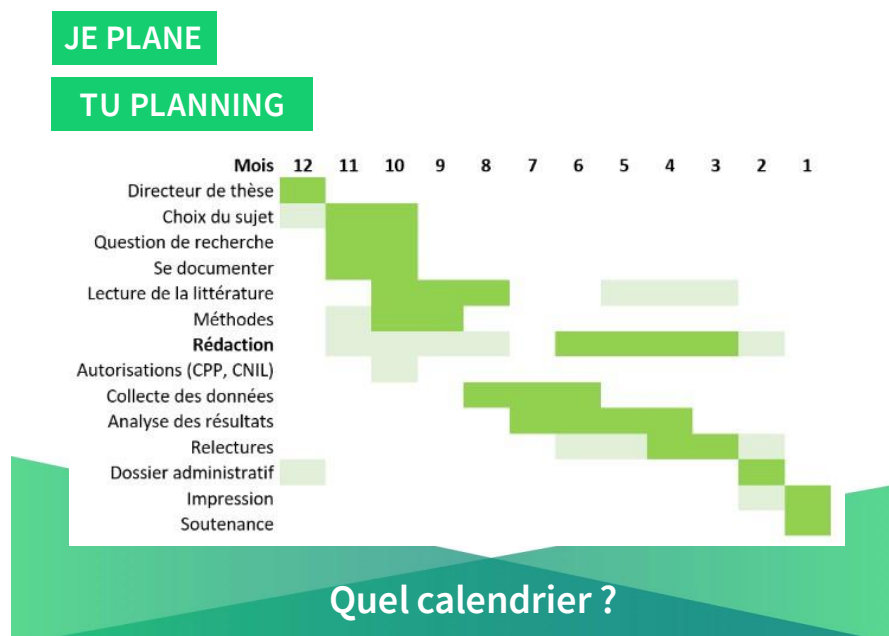 JE PLANE
TU PLANNING
Mois 12 11 10 9 8 7 6 5 4 3 2 1
Directeur de thèse
Choix du sujet
Question de recherche
Se documenter
Lecture de la littérature
Méthodes
Rédaction
Autorisations (CPP, CNIL)
Collecte des données
Analyse des résultats
Relectures
Dossier administratif
Impression
Soutenance
Quel calendrier ?